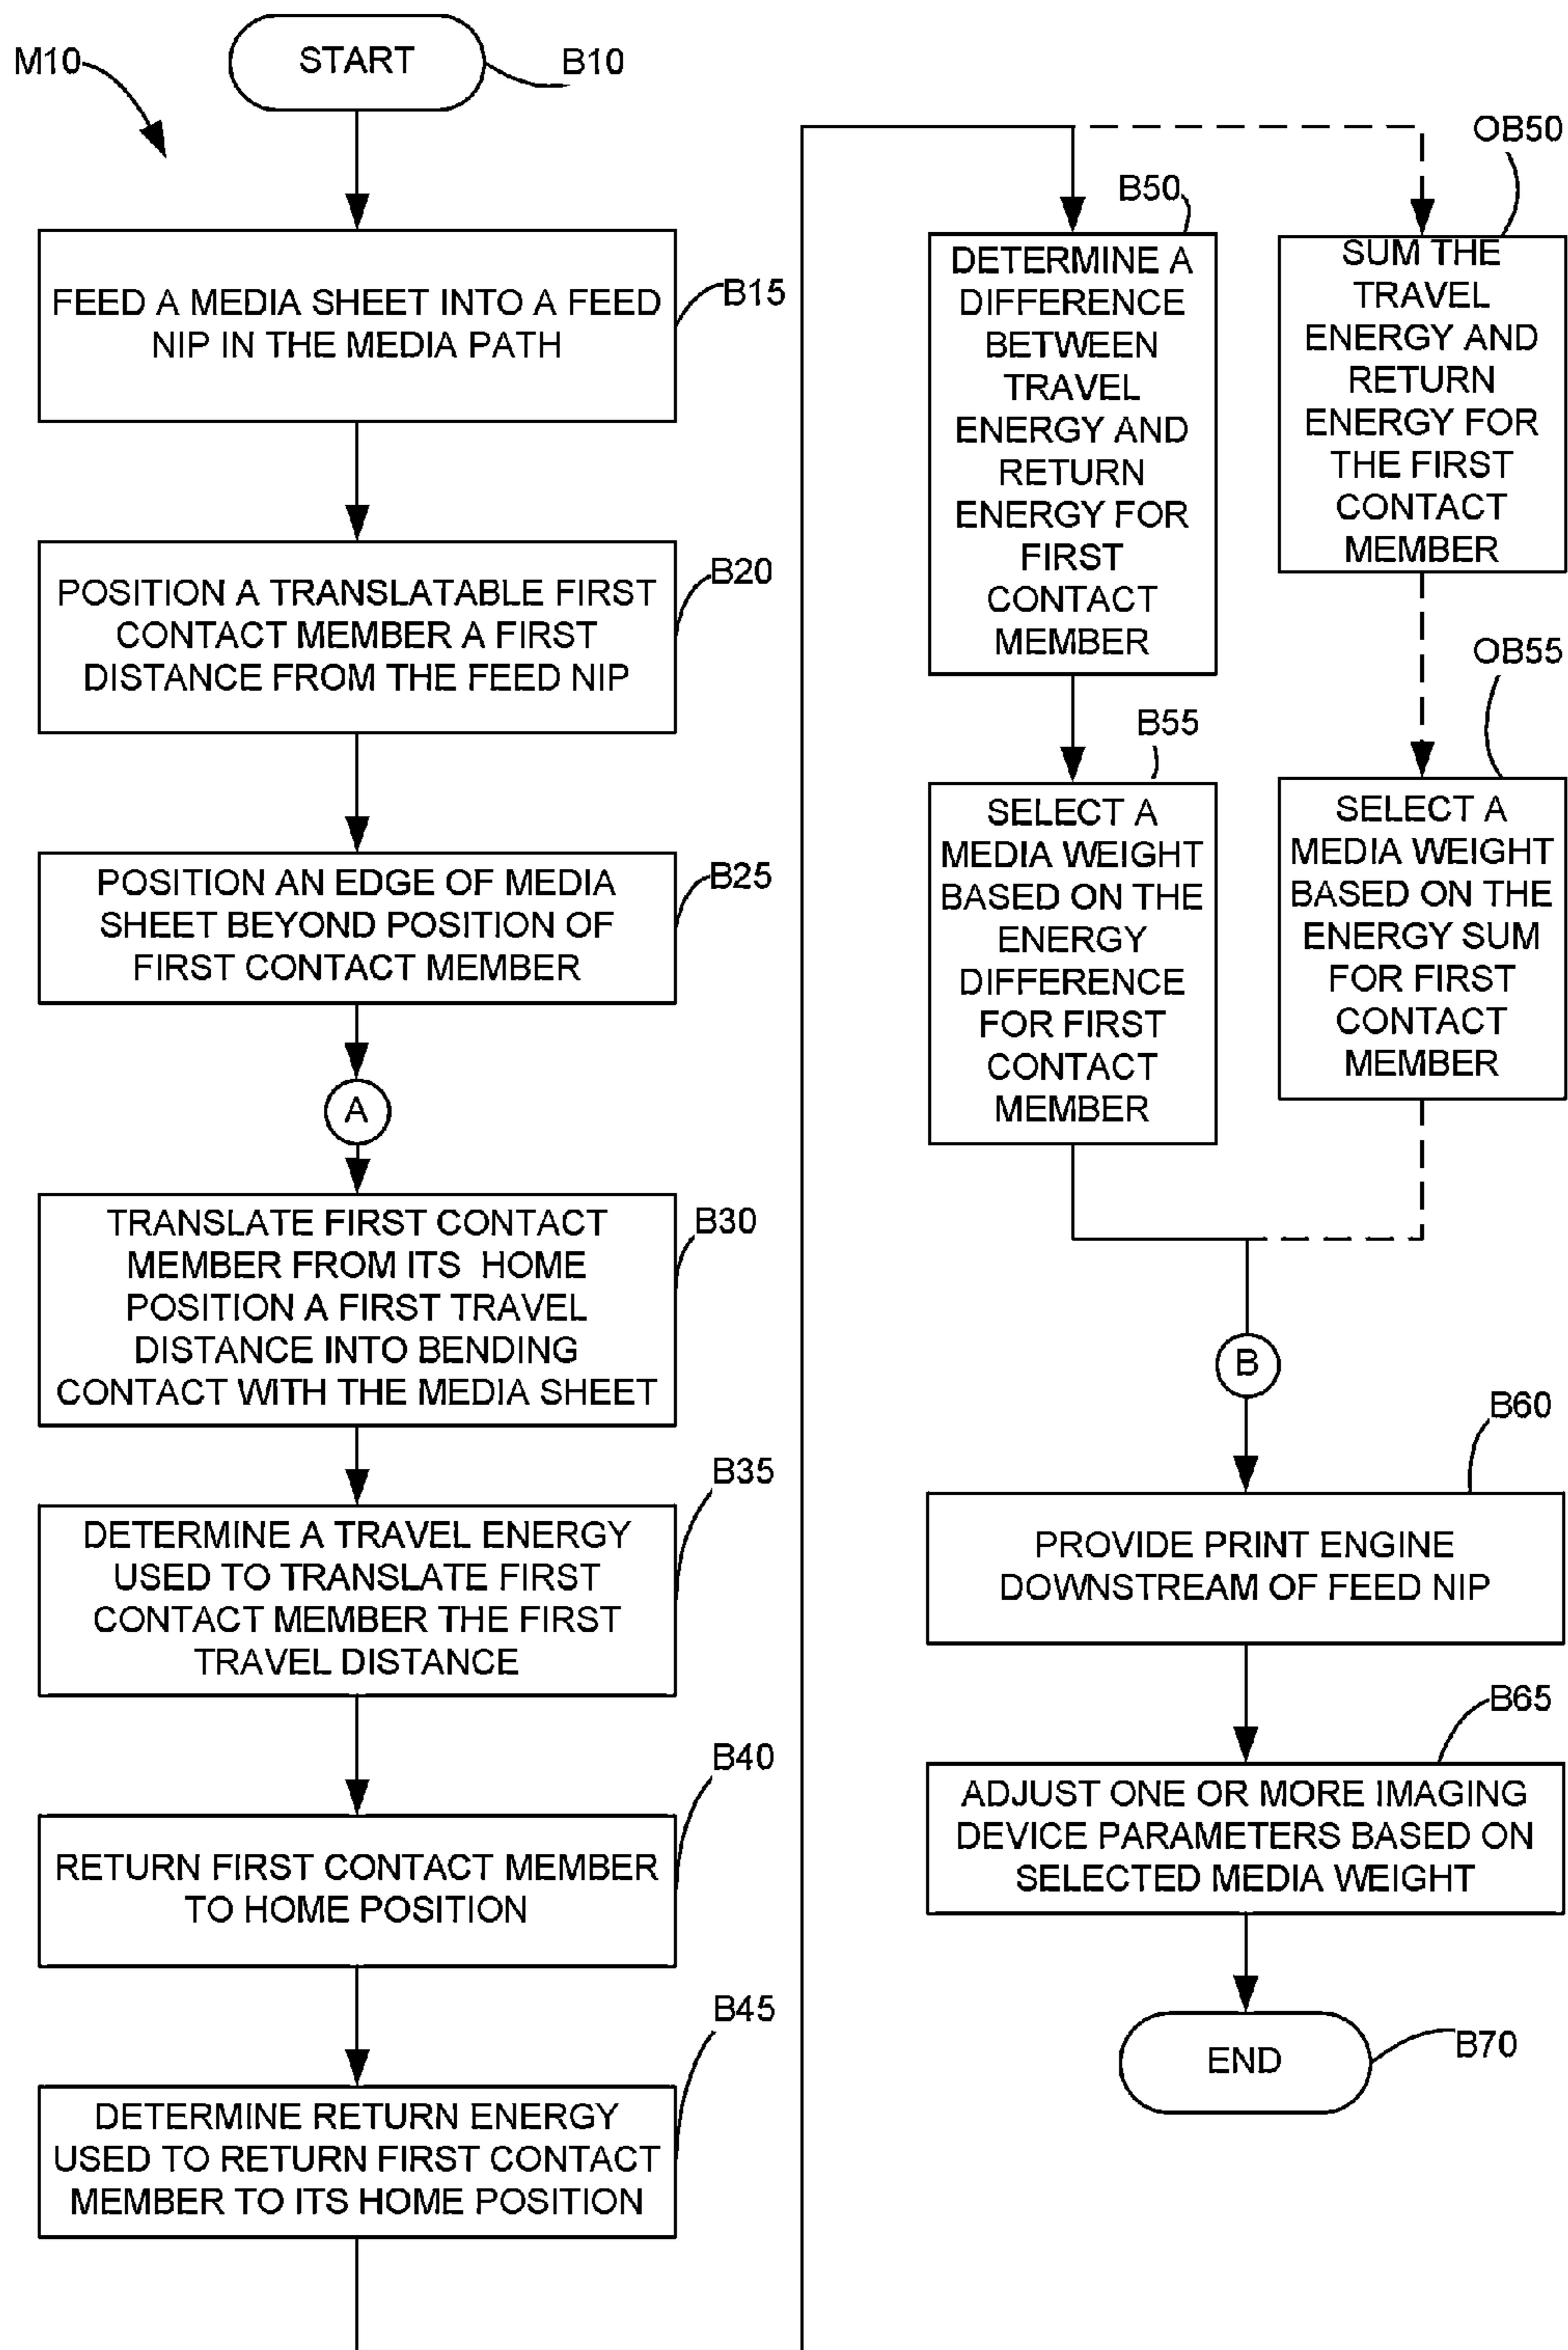 M10
START
B10
FEED A MEDIA SHEET INTO A FEED
NIP IN THE MEDIA PATH
B15
POSITION A TRANSLATABLE FIRST
CONTACT MEMBER A FIRST
DISTANCE FROM THE FEED NIP
B20
POSITION AN EDGE OF MEDIA
SHEET BEYOND POSITION OF
FIRST CONTACT MEMBER
B25
A
TRANSLATE FIRST CONTACT
MEMBER FROM ITS HOME
POSITION A FIRST TRAVEL
DISTANCE INTO BENDING
CONTACT WITH THE MEDIA SHEET
B30
DETERMINE A TRAVEL ENERGY
USED TO TRANSLATE FIRST
CONTACT MEMBER THE FIRST
TRAVEL DISTANCE
B35
RETURN FIRST CONTACT MEMBER
TO HOME POSITION
B40
DETERMINE RETURN ENERGY
USED TO RETURN FIRST CONTACT
MEMBER TO ITS HOME POSITION
B45
DETERMINE A
DIFFERENCE
BETWEEN
TRAVEL
ENERGY AND
RETURN
ENERGY FOR
FIRST
CONTACT
MEMBER
B50
SUM THE
TRAVEL
ENERGY AND
RETURN
ENERGY FOR
THE FIRST
CONTACT
MEMBER
OB50
SELECT A
MEDIA WEIGHT
BASED ON THE
ENERGY
DIFFERENCE
FOR FIRST
CONTACT
MEMBER
B55
SELECT A
MEDIA WEIGHT
BASED ON THE
ENERGY SUM
FOR FIRST
CONTACT
MEMBER
OB55
B
PROVIDE PRINT ENGINE
DOWNSTREAM OF FEED NIP
B60
ADJUST ONE OR MORE IMAGING
DEVICE PARAMETERS BASED ON
SELECTED MEDIA WEIGHT
B65
END
B70